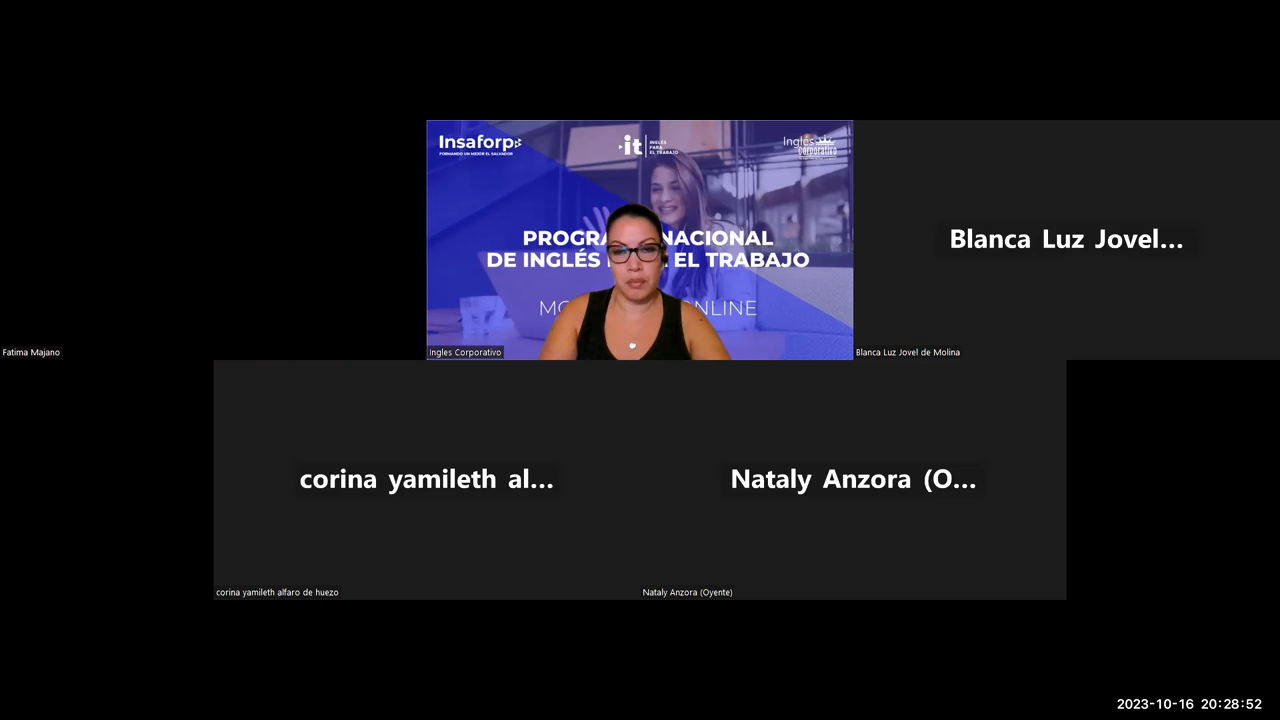 Insaforp
FORMANDO UN MEJOR EL SALVADOR
it
INGLÉS
PARA
EL TRABAJO
Inglés
corporativo
PROGRA NACIONAL
DE INGLÉS EL TRABAJO
MO ONLINE
Blanca Luz Jovel...
Fatima Majano
Ingles Corporativo
Blanca Luz Jovel de Molina
corina yamileth al...
Nataly Anzora (O...
corina yamileth alfaro de huezo
Nataly Anzora (Oyente)
2023-10-16 20:28:52